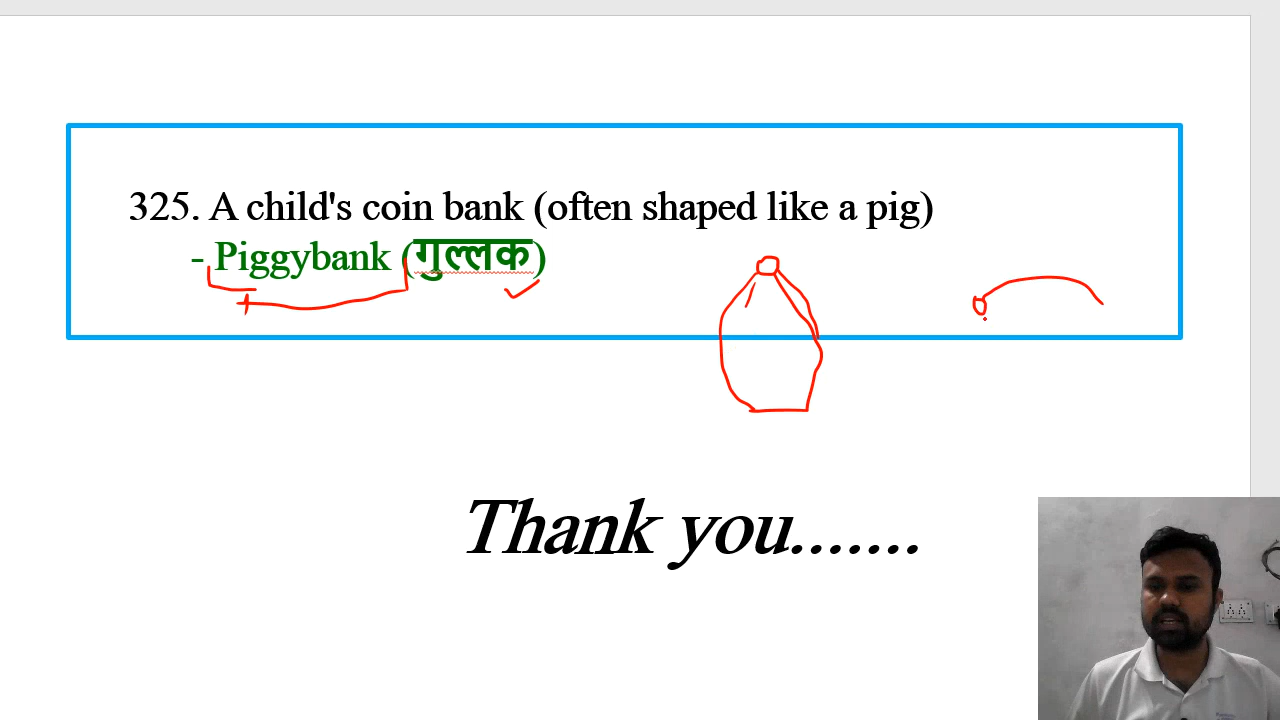 325. A child's coin bank (often shaped like a pig)
- Piggybank (गुल्लक)
Thank you.......